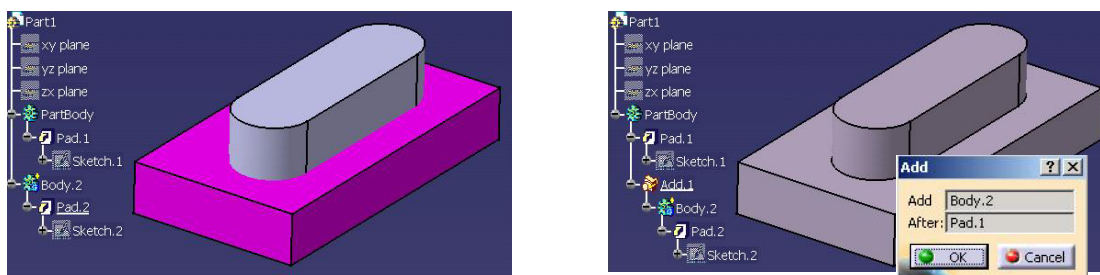 Part1
xy plane
yz plane
zx plane
PartBody
Pad.1
Sketch.1
Body.2
Pad.2
Sketch.2
Part1
xy plane
yz plane
zx plane
PartBody
Pad.1
Sketch.1
Add.1
Body.2
Pad.2
Sketch.2
Add ? X
Add Body.2
After: Pad.1
OK Cancel